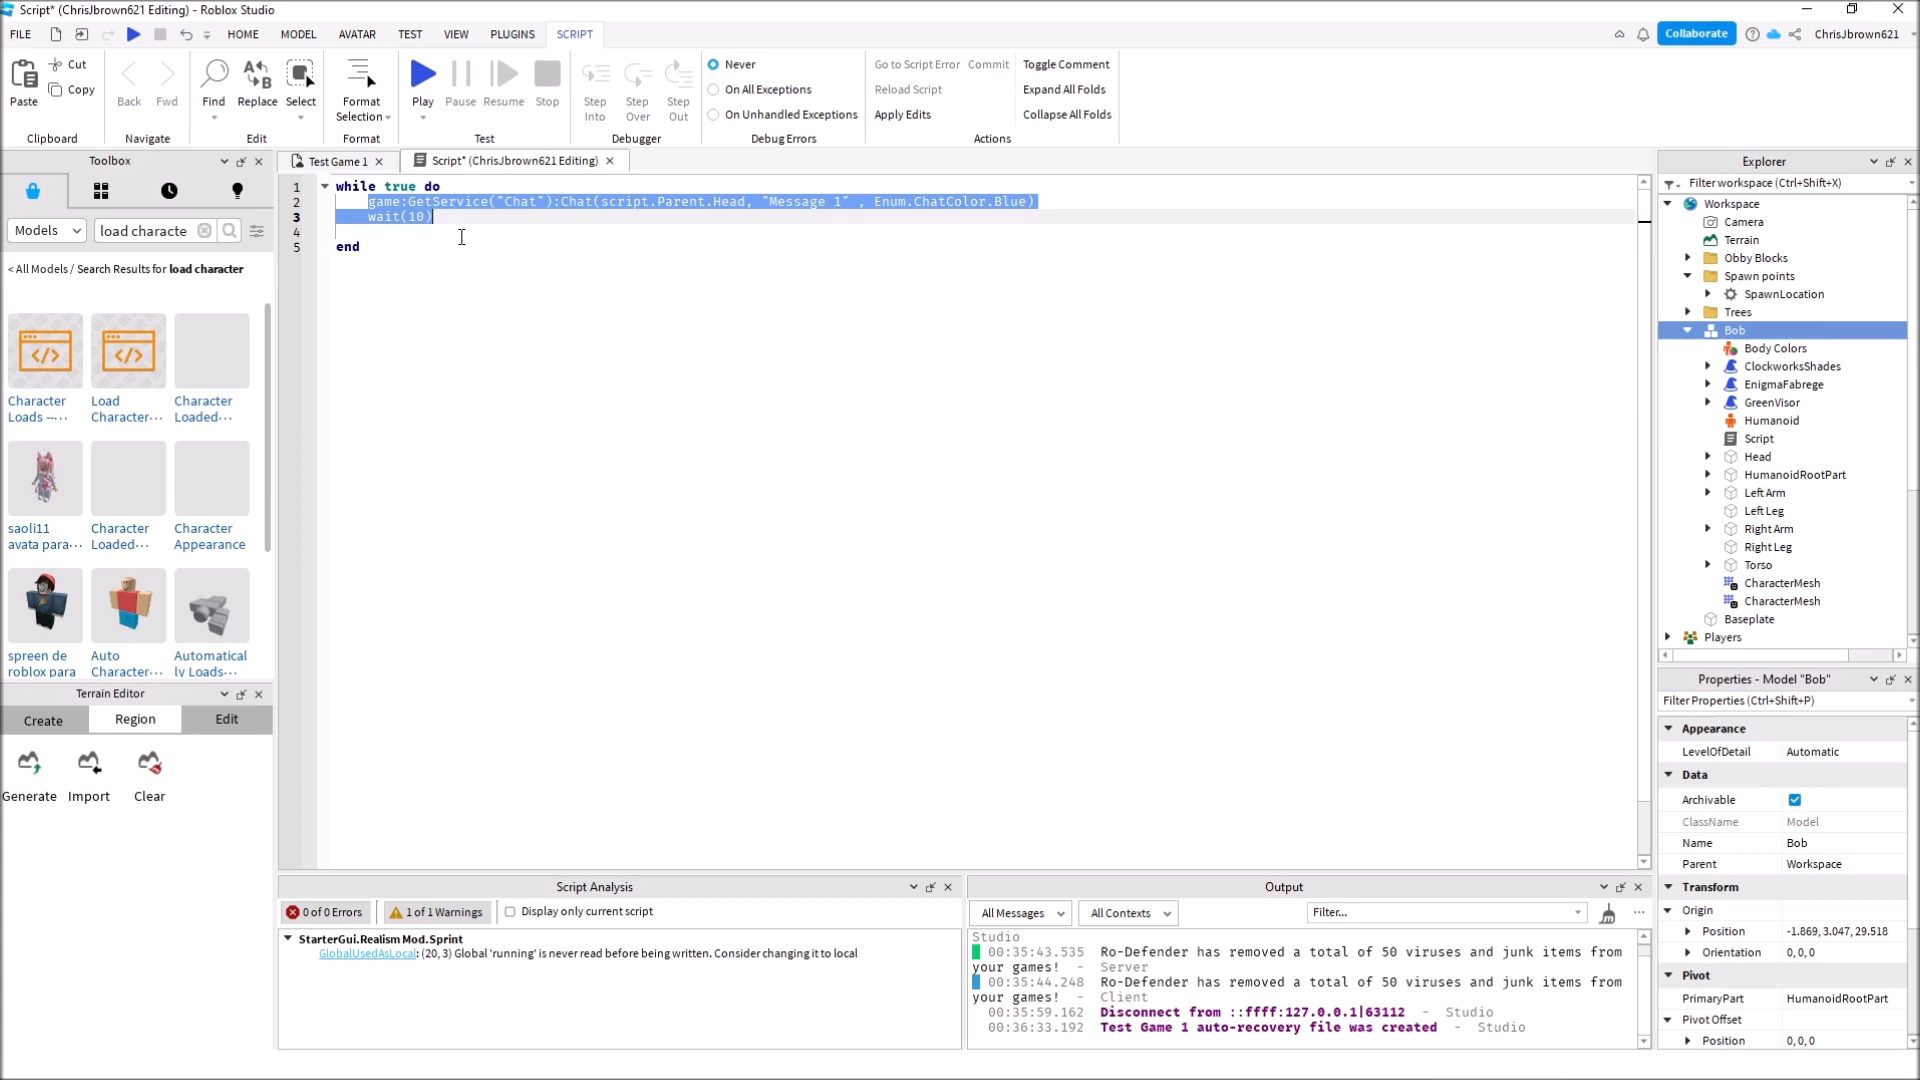 Script* (ChrisJbrown621 Editing) - Roblox Studio
FILE HOME MODEL AVATAR TEST VIEW PLUGINS SCRIPT Collaborate ChrisJbrown621
Paste Cut Copy Clipboard
Back Fwd Navigate
Find Replace Select Edit
Format Selection Format
Play Pause Resume Stop Test
Step Into Step Over Step Out Debugger
Never
On All Exceptions
On Unhandled Exceptions
Debug Errors
Go to Script Error Commit Toggle Comment
Reload Script Expand All Folds
Apply Edits Collapse All Folds
Actions
Toolbox
Models load characte
< All Models / Search Results for load character
Character Load Character
Loads --··· Character··· Loaded···
saoli11 Character Character
avata para··· Loaded··· Appearance
spreen de Auto Automatical
roblox para Character··· ly Loads···
Terrain Editor
Create Region Edit
Generate Import Clear
Test Game 1 Script* (ChrisJbrown621 Editing)
1 while true do
2 game:GetService("Chat"):Chat(script.Parent.Head, "Message 1" , Enum.ChatColor.Blue)
3 wait(10)
4
5 end
Script Analysis
0 of 0 Errors 1 of 1 Warnings Display only current script
StarterGui.Realism Mod.Sprint
GlobalUsedAsLocal: (20, 3) Global 'running' is never read before being written. Consider changing it to local
Output
All Messages All Contexts Filter...
Studio
00:35:43.535 Ro-Defender has removed a total of 50 viruses and junk items from
your games! - Server
00:35:44.248 Ro-Defender has removed a total of 50 viruses and junk items from
your games! - Client
00:35:59.162 Disconnect from ::ffff:127.0.0.1|63112 - Studio
00:36:33.192 Test Game 1 auto-recovery file was created - Studio
Explorer
Filter workspace (Ctrl+Shift+X)
Workspace
Camera
Terrain
Obby Blocks
Spawn points
SpawnLocation
Trees
Bob
Body Colors
ClockworksShades
EnigmaFabrege
GreenVisor
Humanoid
Script
Head
HumanoidRootPart
Left Arm
Left Leg
Right Arm
Right Leg
Torso
CharacterMesh
CharacterMesh
Baseplate
Players
Properties - Model "Bob"
Filter Properties (Ctrl+Shift+P)
Appearance
LevelOfDetail Automatic
Data
Archivable
ClassName Model
Name Bob
Parent Workspace
Transform
Origin
Position -1.869, 3.047, 29.518
Orientation 0, 0, 0
Pivot
PrimaryPart HumanoidRootPart
Pivot Offset
Position 0, 0, 0